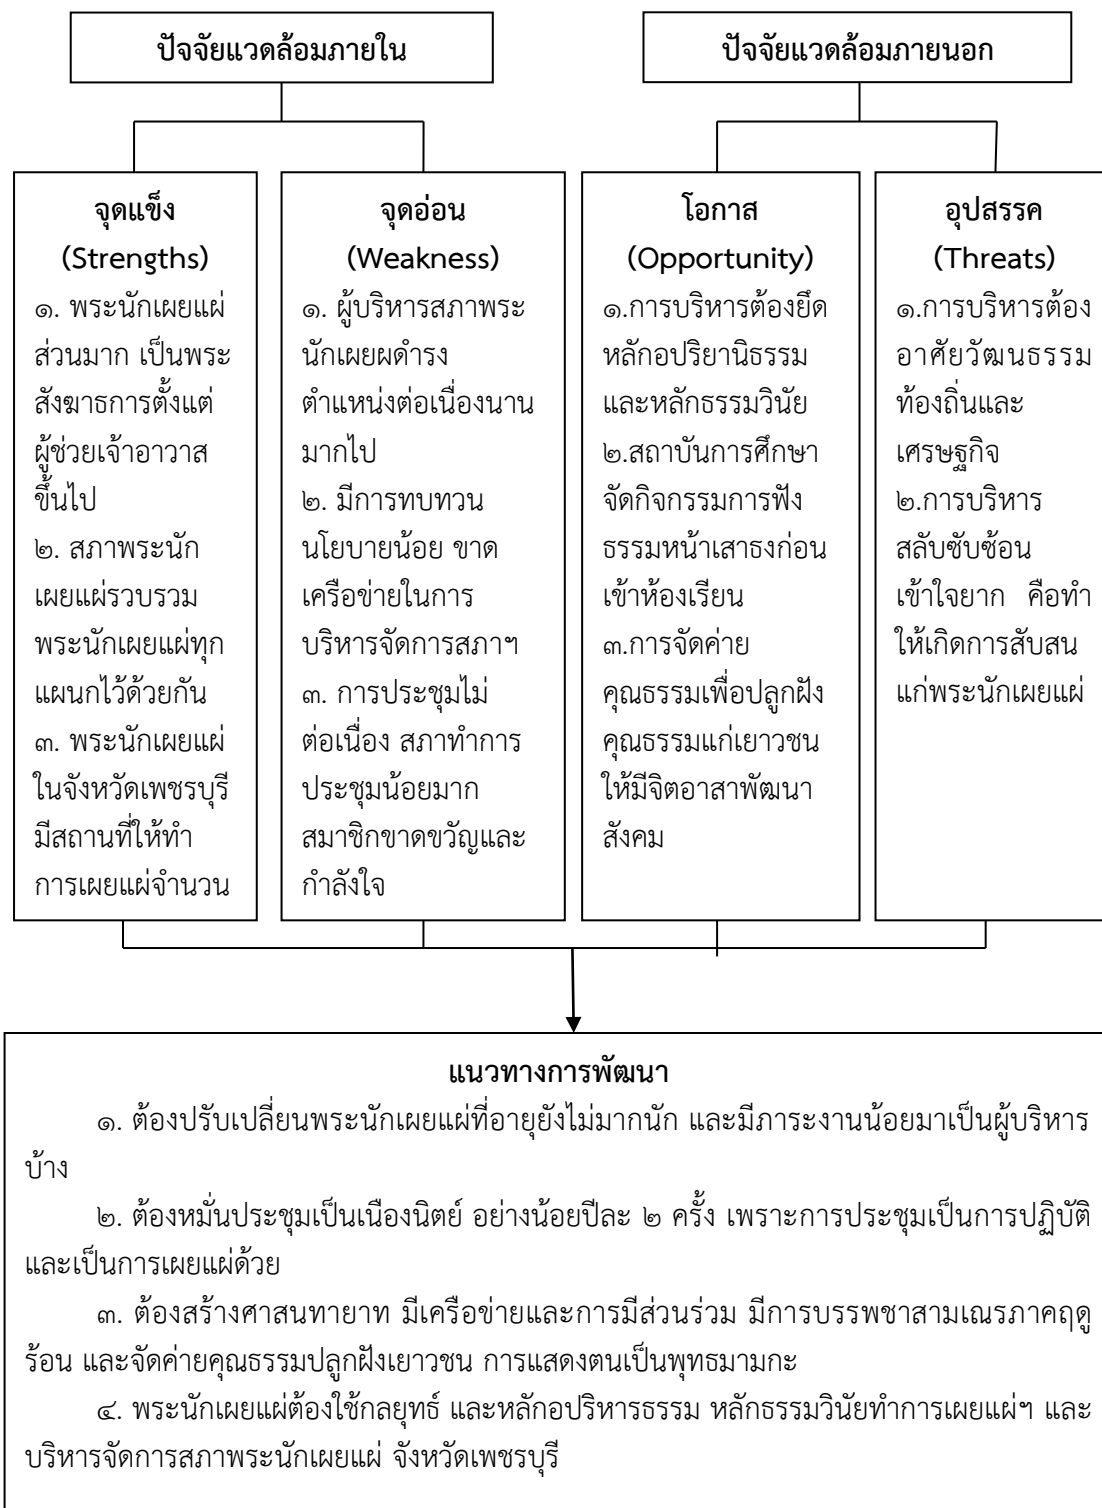 ปัจจัยแวดล้อมภายใน
ปัจจัยแวดล้อมภายนอก
จุดแข็ง
(Strengths)
๑. พระนักเผยแผ่
ส่วนมาก เป็นพระ
สังฆาธการตั้งแต่
ผู้ช่วยเจ้าอาวาส
ขึ้นไป
๒. สภาพระนัก
เผยแผ่รวบรวม
พระนักเผยแผ่ทุก
แผนกไว้ด้วยกัน
๓. พระนักเผยแผ่
ในจังหวัดเพชรบุรี
มีสถานที่ให้ทำ
การเผยแผ่จำนวน
จุดอ่อน
(Weakness)
๑. ผู้บริหารสภาพระ
นักเผยผดำรง
ตำแหน่งต่อเนื่องนาน
มากไป
๒. มีการทบทวน
นโยบายน้อย ขาด
เครือข่ายในการ
บริหารจัดการสภาฯ
๓. การประชุมไม่
ต่อเนื่อง สภาทำการ
ประชุมน้อยมาก
สมาชิกขาดขวัญและ
กำลังใจ
โอกาส
(Opportunity)
๑.การบริหารต้องยึด
หลักอปริยานิธรรม
และหลักธรรมวินัย
๒.สถาบันการศึกษา
จัดกิจกรรมการฟัง
ธรรมหน้าเสาธงก่อน
เข้าห้องเรียน
๓.การจัดค่าย
คุณธรรมเพื่อปลูกฝัง
คุณธรรมแก่เยาวชน
ให้มีจิตอาสาพัฒนา
สังคม
อุปสรรค
(Threats)
๑.การบริหารต้อง
อาศัยวัฒนธรรม
ท้องถิ่นและ
เศรษฐกิจ
๒.การบริหาร
สลับซับซ้อน
เข้าใจยาก คือทำ
ให้เกิดการสับสน
แก่พระนักเผยแผ่
แนวทางการพัฒนา
๑. ต้องปรับเปลี่ยนพระนักเผยแผ่ที่อายุยังไม่มากนัก และมีภาระงานน้อยมาเป็นผู้บริหาร
บ้าง
๒. ต้องหมั่นประชุมเป็นเนืองนิตย์ อย่างน้อยปีละ ๒ ครั้ง เพราะการประชุมเป็นการปฏิบัติ
และเป็นการเผยแผ่ด้วย
๓. ต้องสร้างศาสนทายาท มีเครือข่ายและการมีส่วนร่วม มีการบรรพชาสามเณรภาคฤดู
ร้อน และจัดค่ายคุณธรรมปลูกฝังเยาวชน การแสดงตนเป็นพุทธมามกะ
๔. พระนักเผยแผ่ต้องใช้กลยุทธ์ และหลักอปริหารธรรม หลักธรรมวินัยทำการเผยแผ่ฯ และ
บริหารจัดการสภาพระนักเผยแผ่ จังหวัดเพชรบุรี